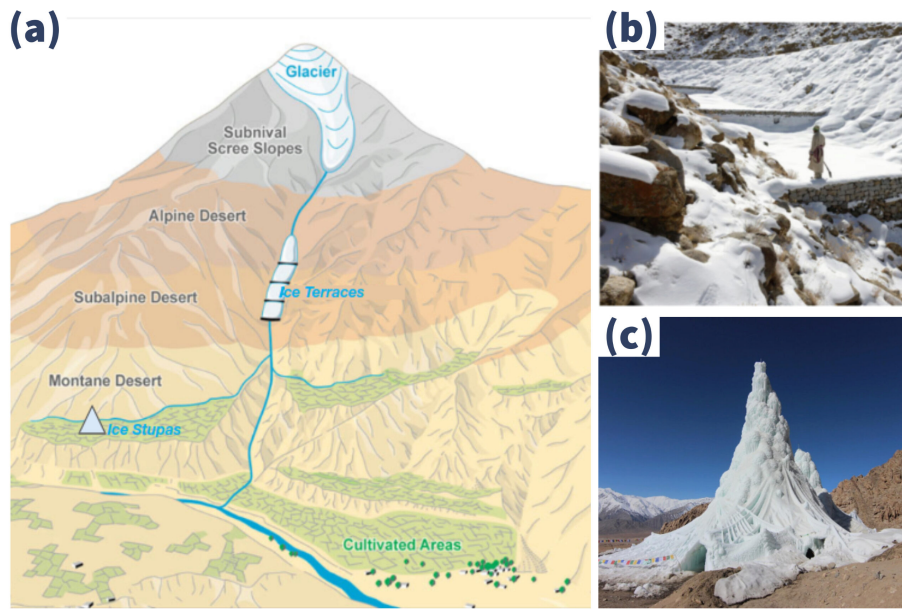 (a)
Glacier
Subnival
Scree Slopes
Alpine Desert
Ice Terraces
Subalpine Desert
Montane Desert
Ice Stupas
Cultivated Areas
(b)
(c)